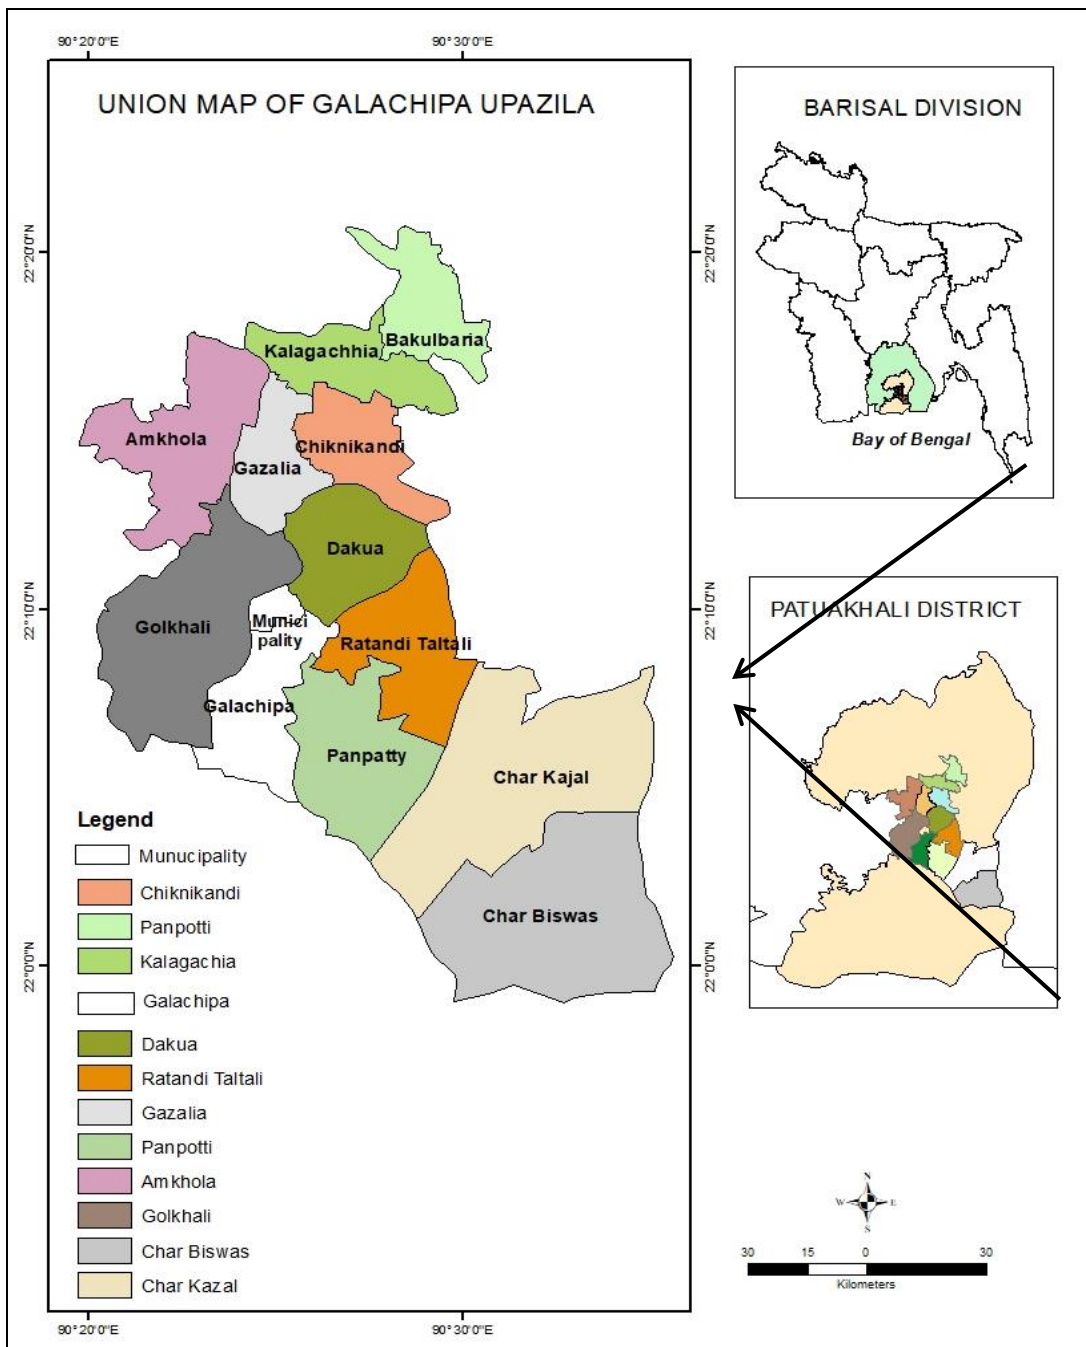 90°20'0"E
90°30'0"E
UNION MAP OF GALACHIPA UPAZILA
22°20'0"N
22°20'0"N
Bakulbaria
Kalagachhia
Amkhola
Chiknikandi
Gazalia
Dakua
22°10'0"N
22°10'0"N
Golkhali
Munici
pality
Ratandi Taltali
Galachipa
Panpatty
Char Kajal
Char Biswas
22°0'0"N
22°0'0"N
Legend
Munucipality
Chiknikandi
Panpotti
Kalagachia
Galachipa
Dakua
Ratandi Taltali
Gazalia
Panpotti
Amkhola
Golkhali
Char Biswas
Char Kazal
90°20'0"E
90°30'0"E
BARISAL DIVISION
Bay of Bengal
PATUAKHALI DISTRICT
N
W
E
S
30 15 0 30
Kilometers